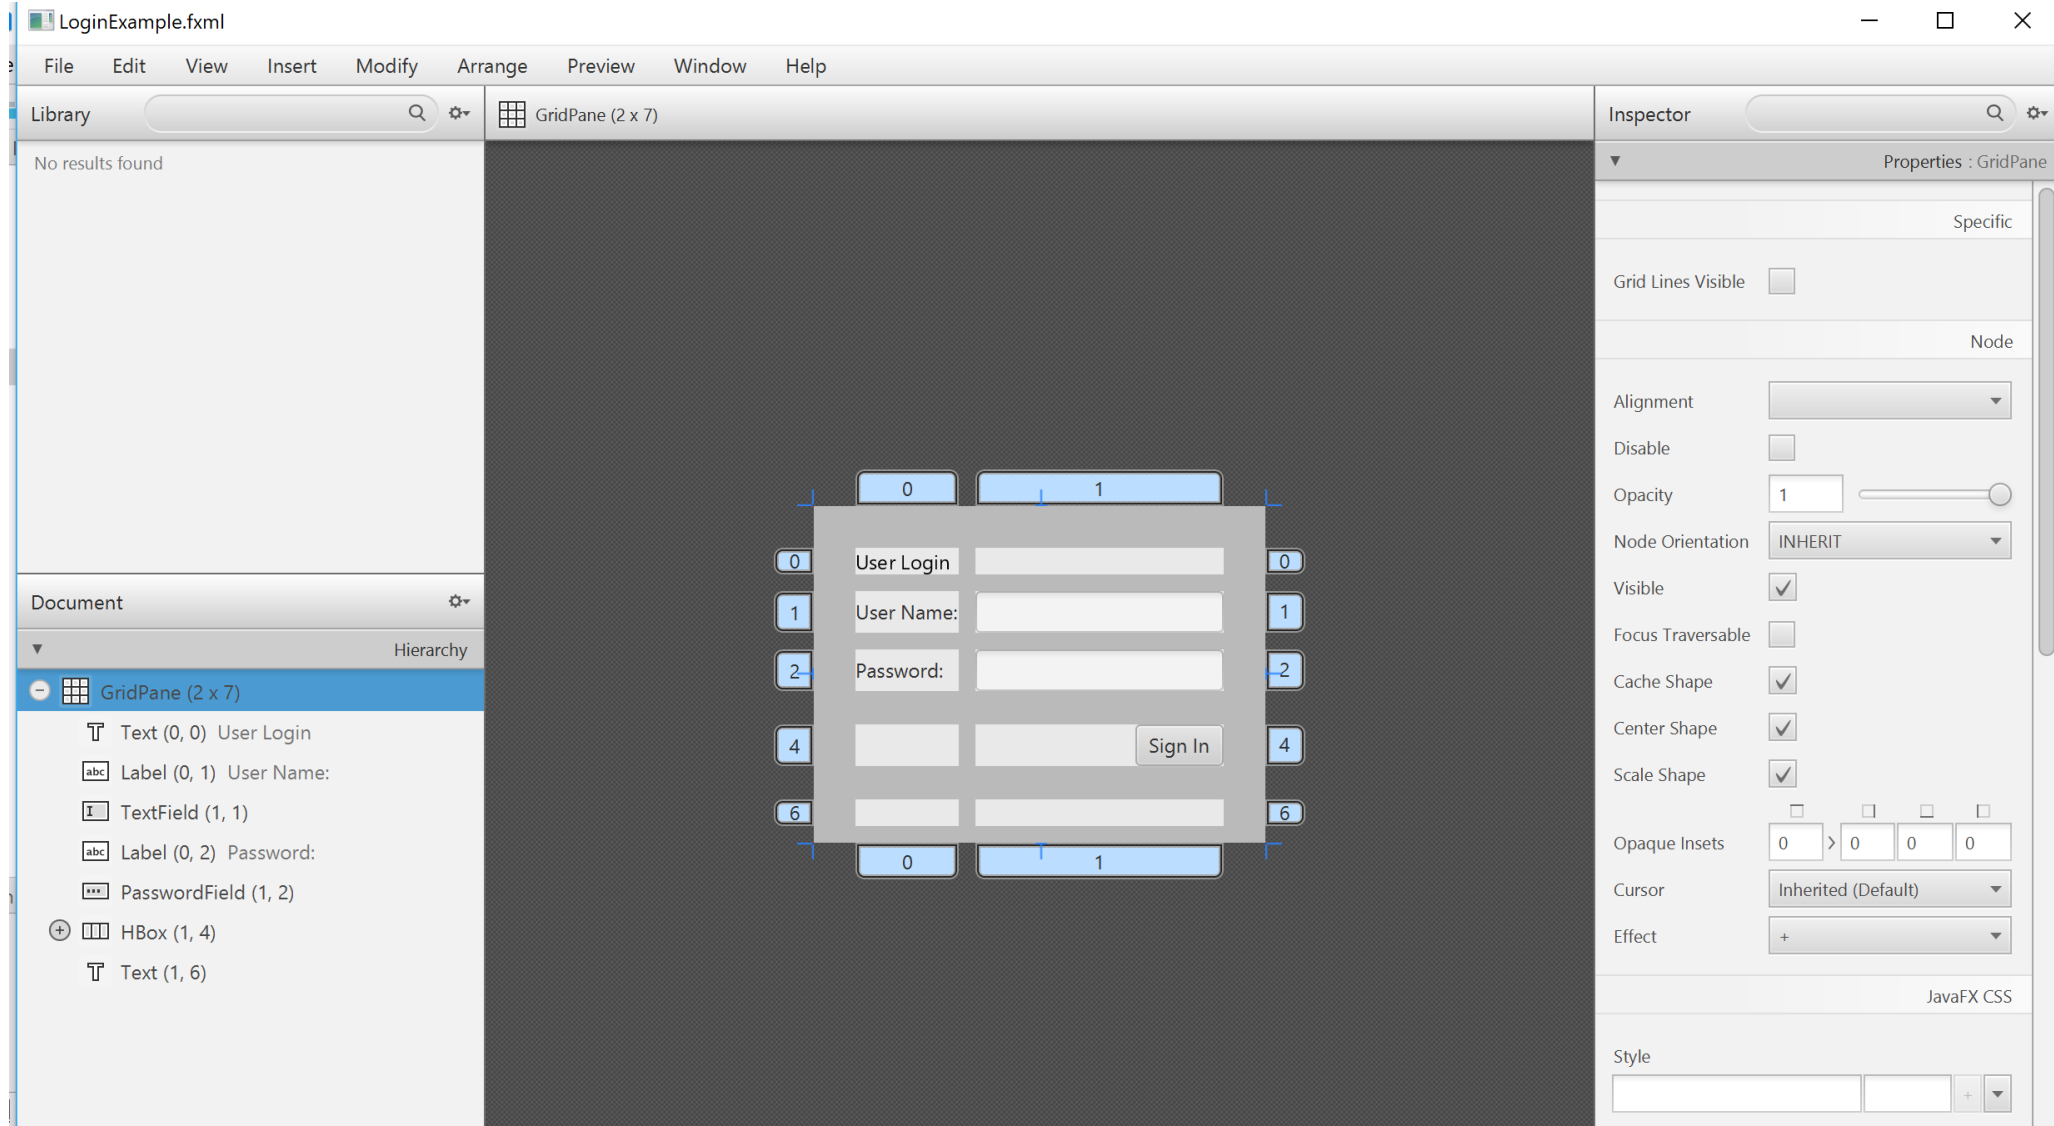 LoginExample.fxml
File Edit View Insert Modify Arrange Preview Window Help
Library
No results found
Document
Hierarchy
GridPane (2 x 7)
Text (0, 0) User Login
abc Label (0, 1) User Name:
TextField (1, 1)
abc Label (0, 2) Password:
PasswordField (1, 2)
HBox (1, 4)
Text (1, 6)
GridPane (2 x 7)
0 1
0 User Login 0
1 User Name: 1
2 Password: 2
4 Sign In 4
6 6
0 1
Inspector
Properties : GridPane
Specific
Grid Lines Visible
Node
Alignment
Disable
Opacity 1
Node Orientation INHERIT
Visible
Focus Traversable
Cache Shape
Center Shape
Scale Shape
Opaque Insets 0 > 0 0 0
Cursor Inherited (Default)
Effect +
JavaFX CSS
Style
+